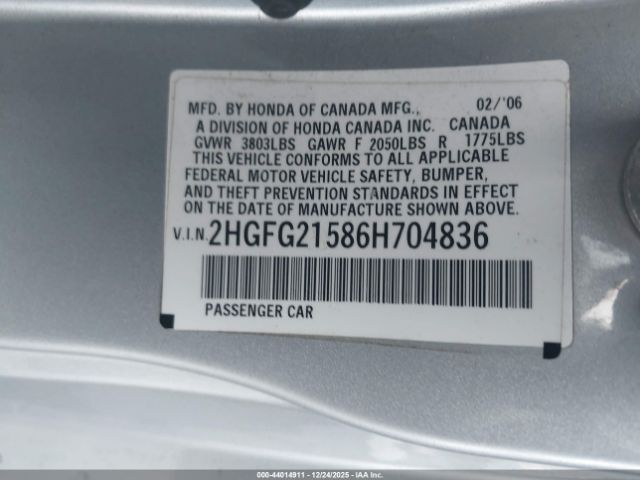 MFD. BY HONDA OF CANADA MFG., 02/'06
A DIVISION OF HONDA CANADA INC. CANADA
GVWR 3803LBS GAWR F 2050LBS R 1775LBS
THIS VEHICLE CONFORMS TO ALL APPLICABLE
FEDERAL MOTOR VEHICLE SAFETY, BUMPER,
AND THEFT PREVENTION STANDARDS IN EFFECT
ON THE DATE OF MANUFACTURE SHOWN ABOVE.
V.I.N. 2HGFG21586H704836
PASSENGER CAR
000-44014911 - 12/24/2025 - IAA Inc.